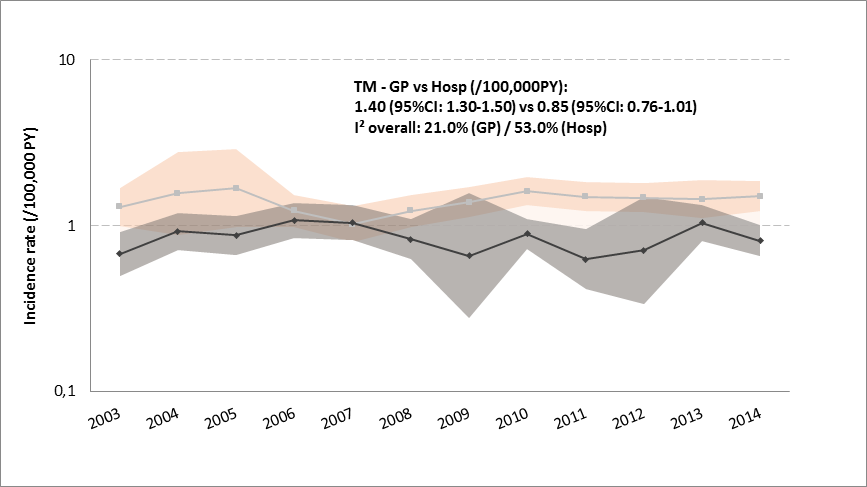 10
TM - GP vs Hosp (/100,000PY):
1.40 (95%CI: 1.30-1.50) vs 0.85 (95%CI: 0.76-1.01)
I² overall: 21.0% (GP) / 53.0% (Hosp)
Incidence rate (/100,000 PY)
1
0,1
2003 2004 2005 2006 2007 2008 2009 2010 2011 2012 2013 2014